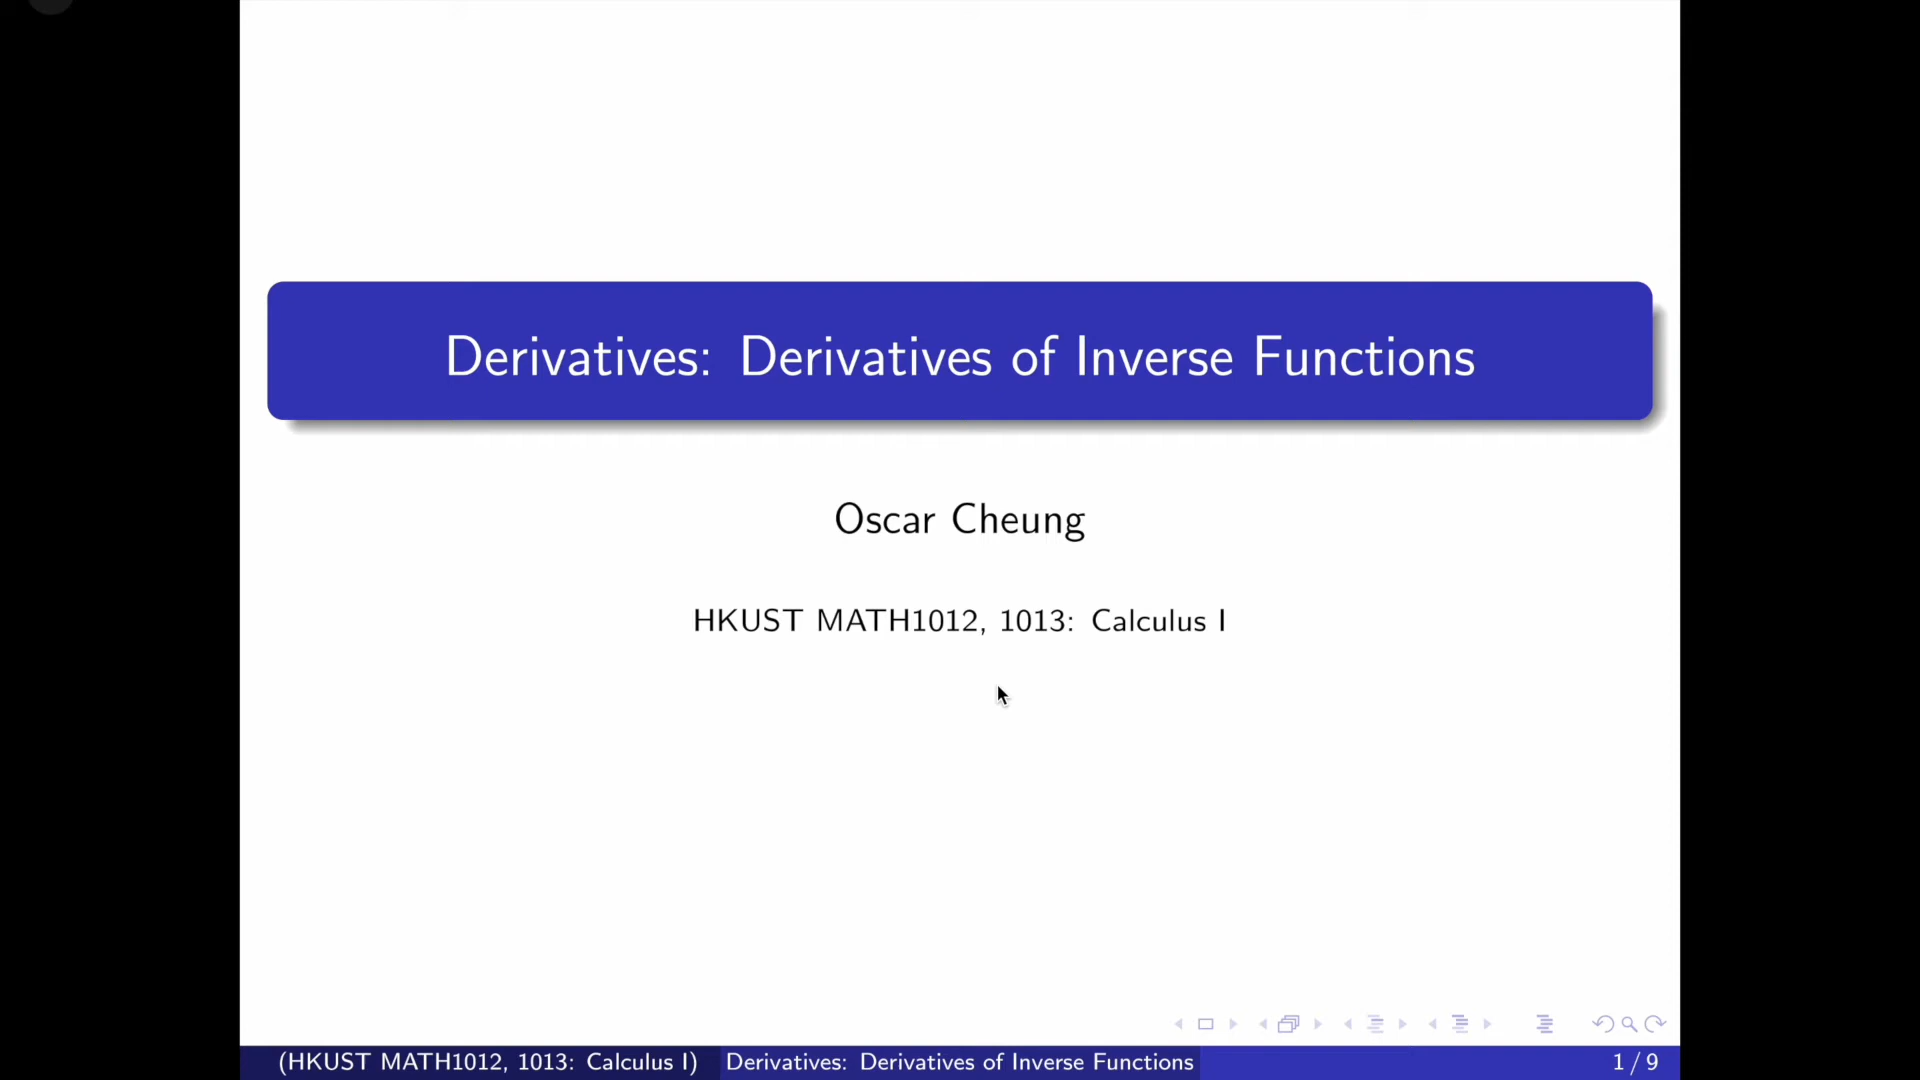 Derivatives: Derivatives of Inverse Functions
Oscar Cheung
HKUST MATH1012, 1013: Calculus I
(HKUST MATH1012, 1013: Calculus I) Derivatives: Derivatives of Inverse Functions 1 / 9